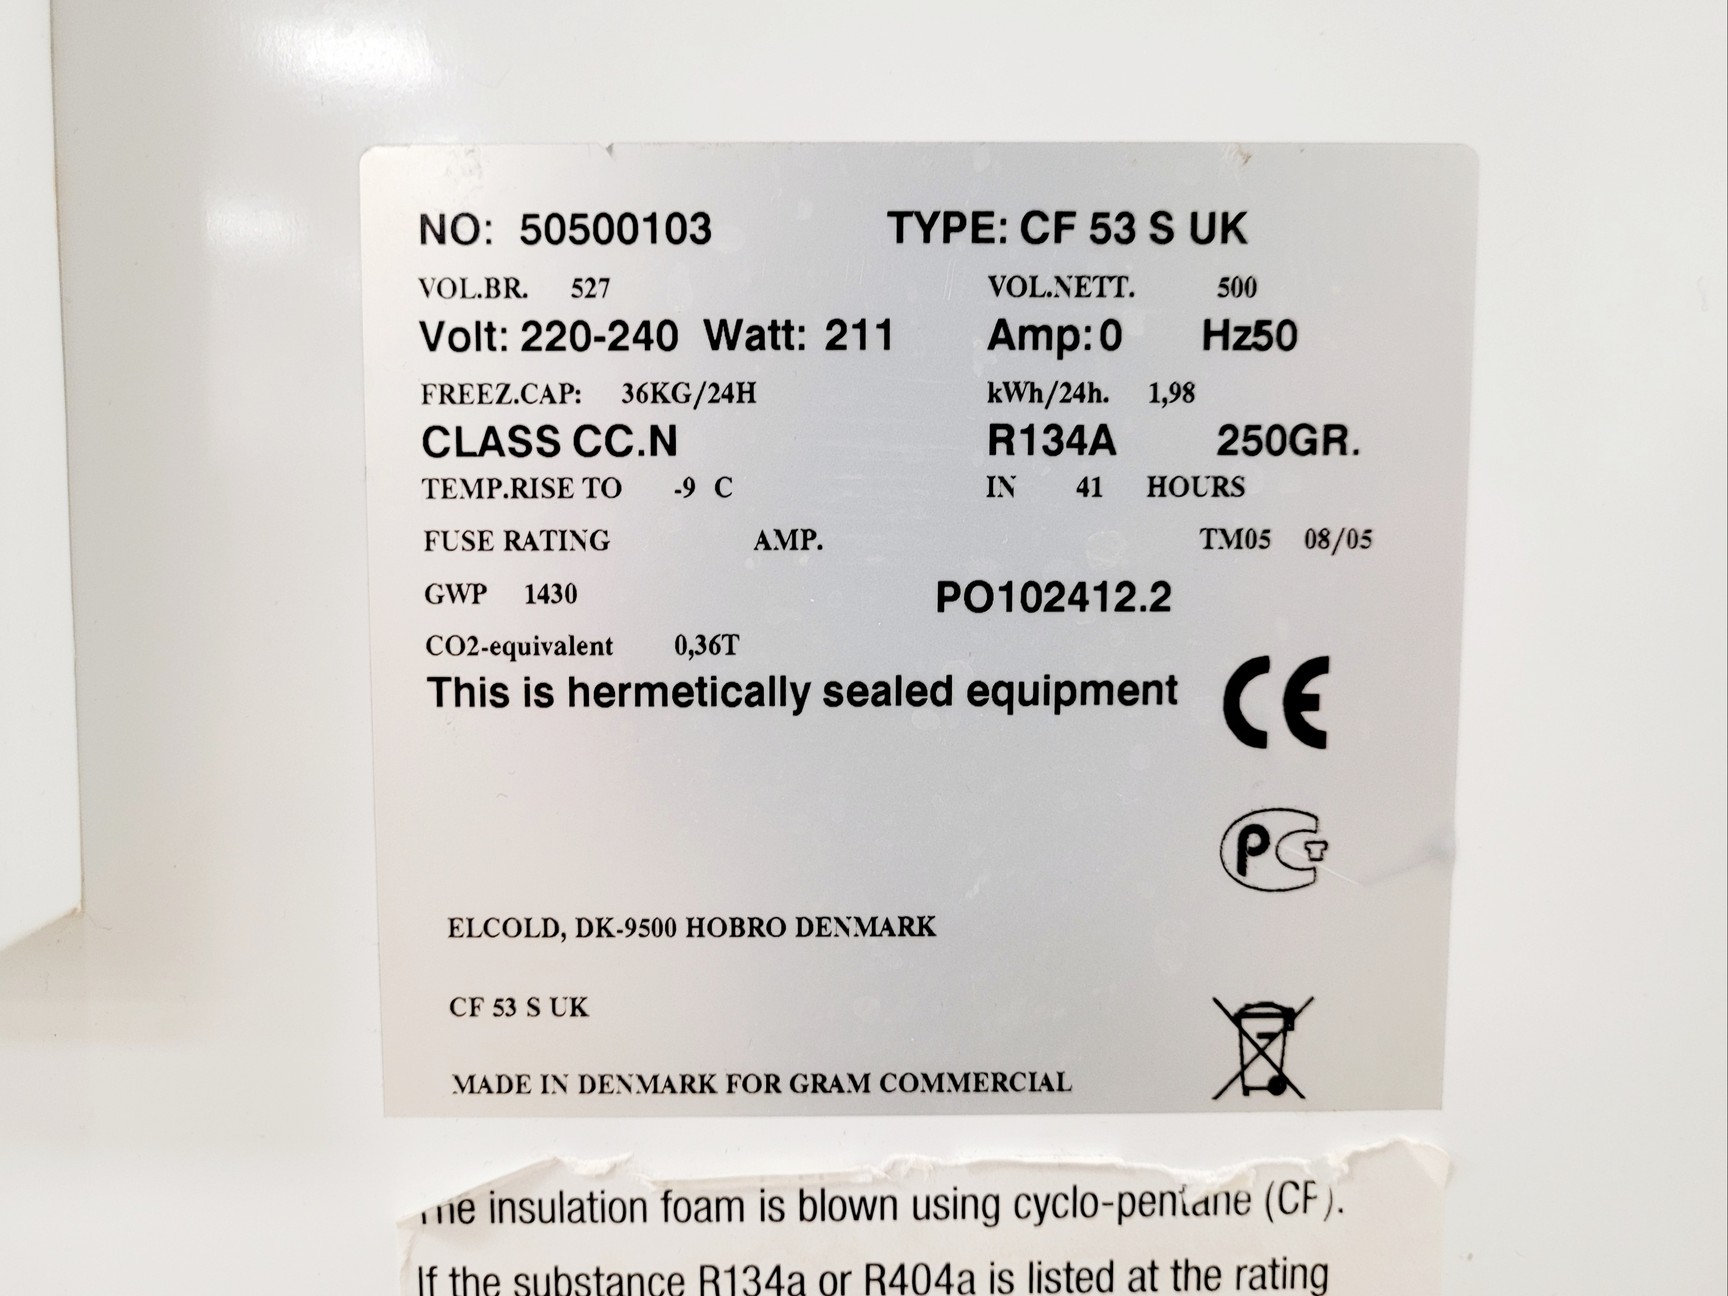 NO: 50500103 TYPE: CF 53 S UK
VOL.BR. 527 VOL.NETT. 500
Volt: 220-240 Watt: 211 Amp: 0 Hz50
FREEZ.CAP: 36KG/24H kWh/24h. 1,98
CLASS CC.N R134A 250GR.
TEMP.RISE TO -9 C IN 41 HOURS
FUSE RATING AMP. TM05 08/05
GWP 1430 PO102412.2
CO2-equivalent 0,36T
This is hermetically sealed equipment CE
PCT
ELCOLD, DK-9500 HOBRO DENMARK
CF 53 S UK
MADE IN DENMARK FOR GRAM COMMERCIAL
The insulation foam is blown using cyclo-pentane (CF).
If the substance R134a or R404a is listed at the rating